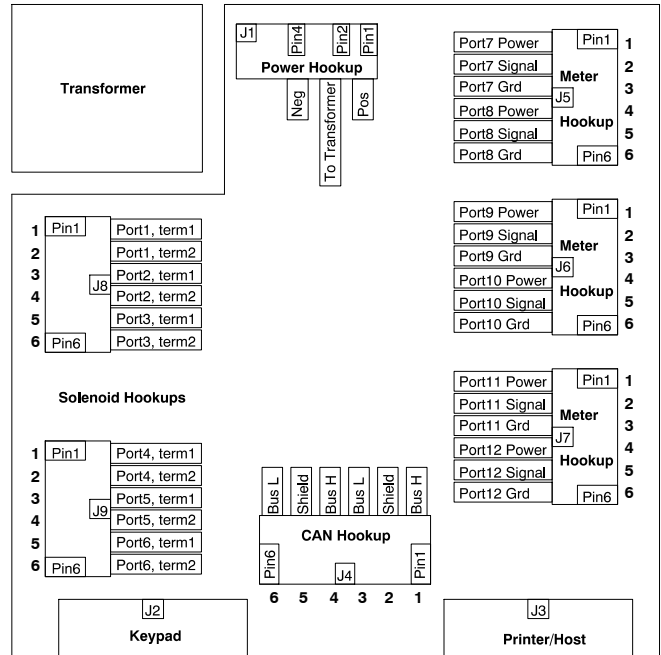 Transformer
J1
Pin4
Pin2
Pin1
Power Hookup
Neg
To Transformer
Pos
Port7 Power
Port7 Signal
Port7 Grd
Port8 Power
Port8 Signal
Port8 Grd
Pin1
Meter
J5
Hookup
Pin6
1
2
3
4
5
6
Port9 Power
Port9 Signal
Port9 Grd
Port10 Power
Port10 Signal
Port10 Grd
Pin1
Meter
J6
Hookup
Pin6
1
2
3
4
5
6
Port11 Power
Port11 Signal
Port11 Grd
Port12 Power
Port12 Signal
Port12 Grd
Pin1
Meter
J7
Hookup
Pin6
1
2
3
4
5
6
1
2
3
4
5
6
Pin1
J8
Pin6
Port1, term1
Port1, term2
Port2, term1
Port2, term2
Port3, term1
Port3, term2
Solenoid Hookups
1
2
3
4
5
6
Pin1
J9
Pin6
Port4, term1
Port4, term2
Port5, term1
Port5, term2
Port6, term1
Port6, term2
Bus L
Shield
Bus H
Bus L
Shield
Bus H
CAN Hookup
Pin6
J4
Pin1
6 5 4 3 2 1
J2
Keypad
J3
Printer/Host